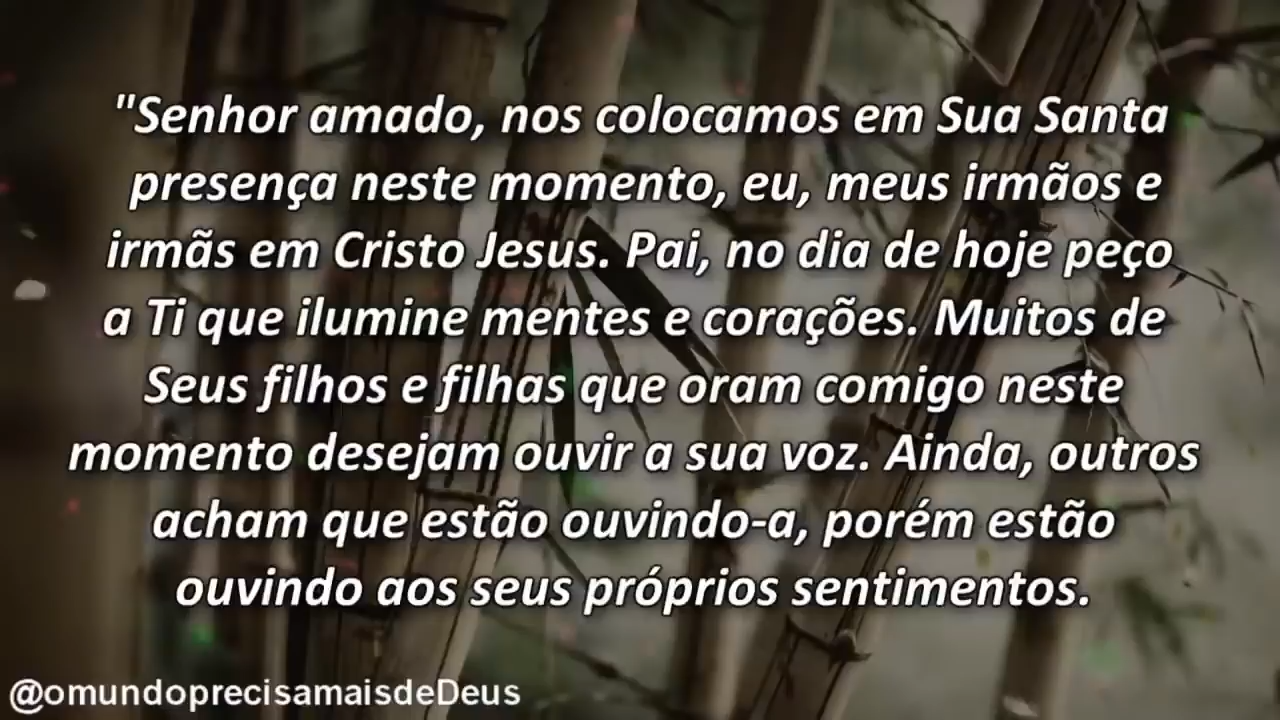 "Senhor amado, nos colocamos em Sua Santa
presença neste momento, eu, meus irmãos e
irmãs em Cristo Jesus. Pai, no dia de hoje peço
a Ti que ilumine mentes e corações. Muitos de
Seus filhos e filhas que oram comigo neste
momento desejam ouvir a sua voz. Ainda, outros
acham que estão ouvindo-a, porém estão
ouvindo aos seus próprios sentimentos.
@omundoprecisamaisdeDeus